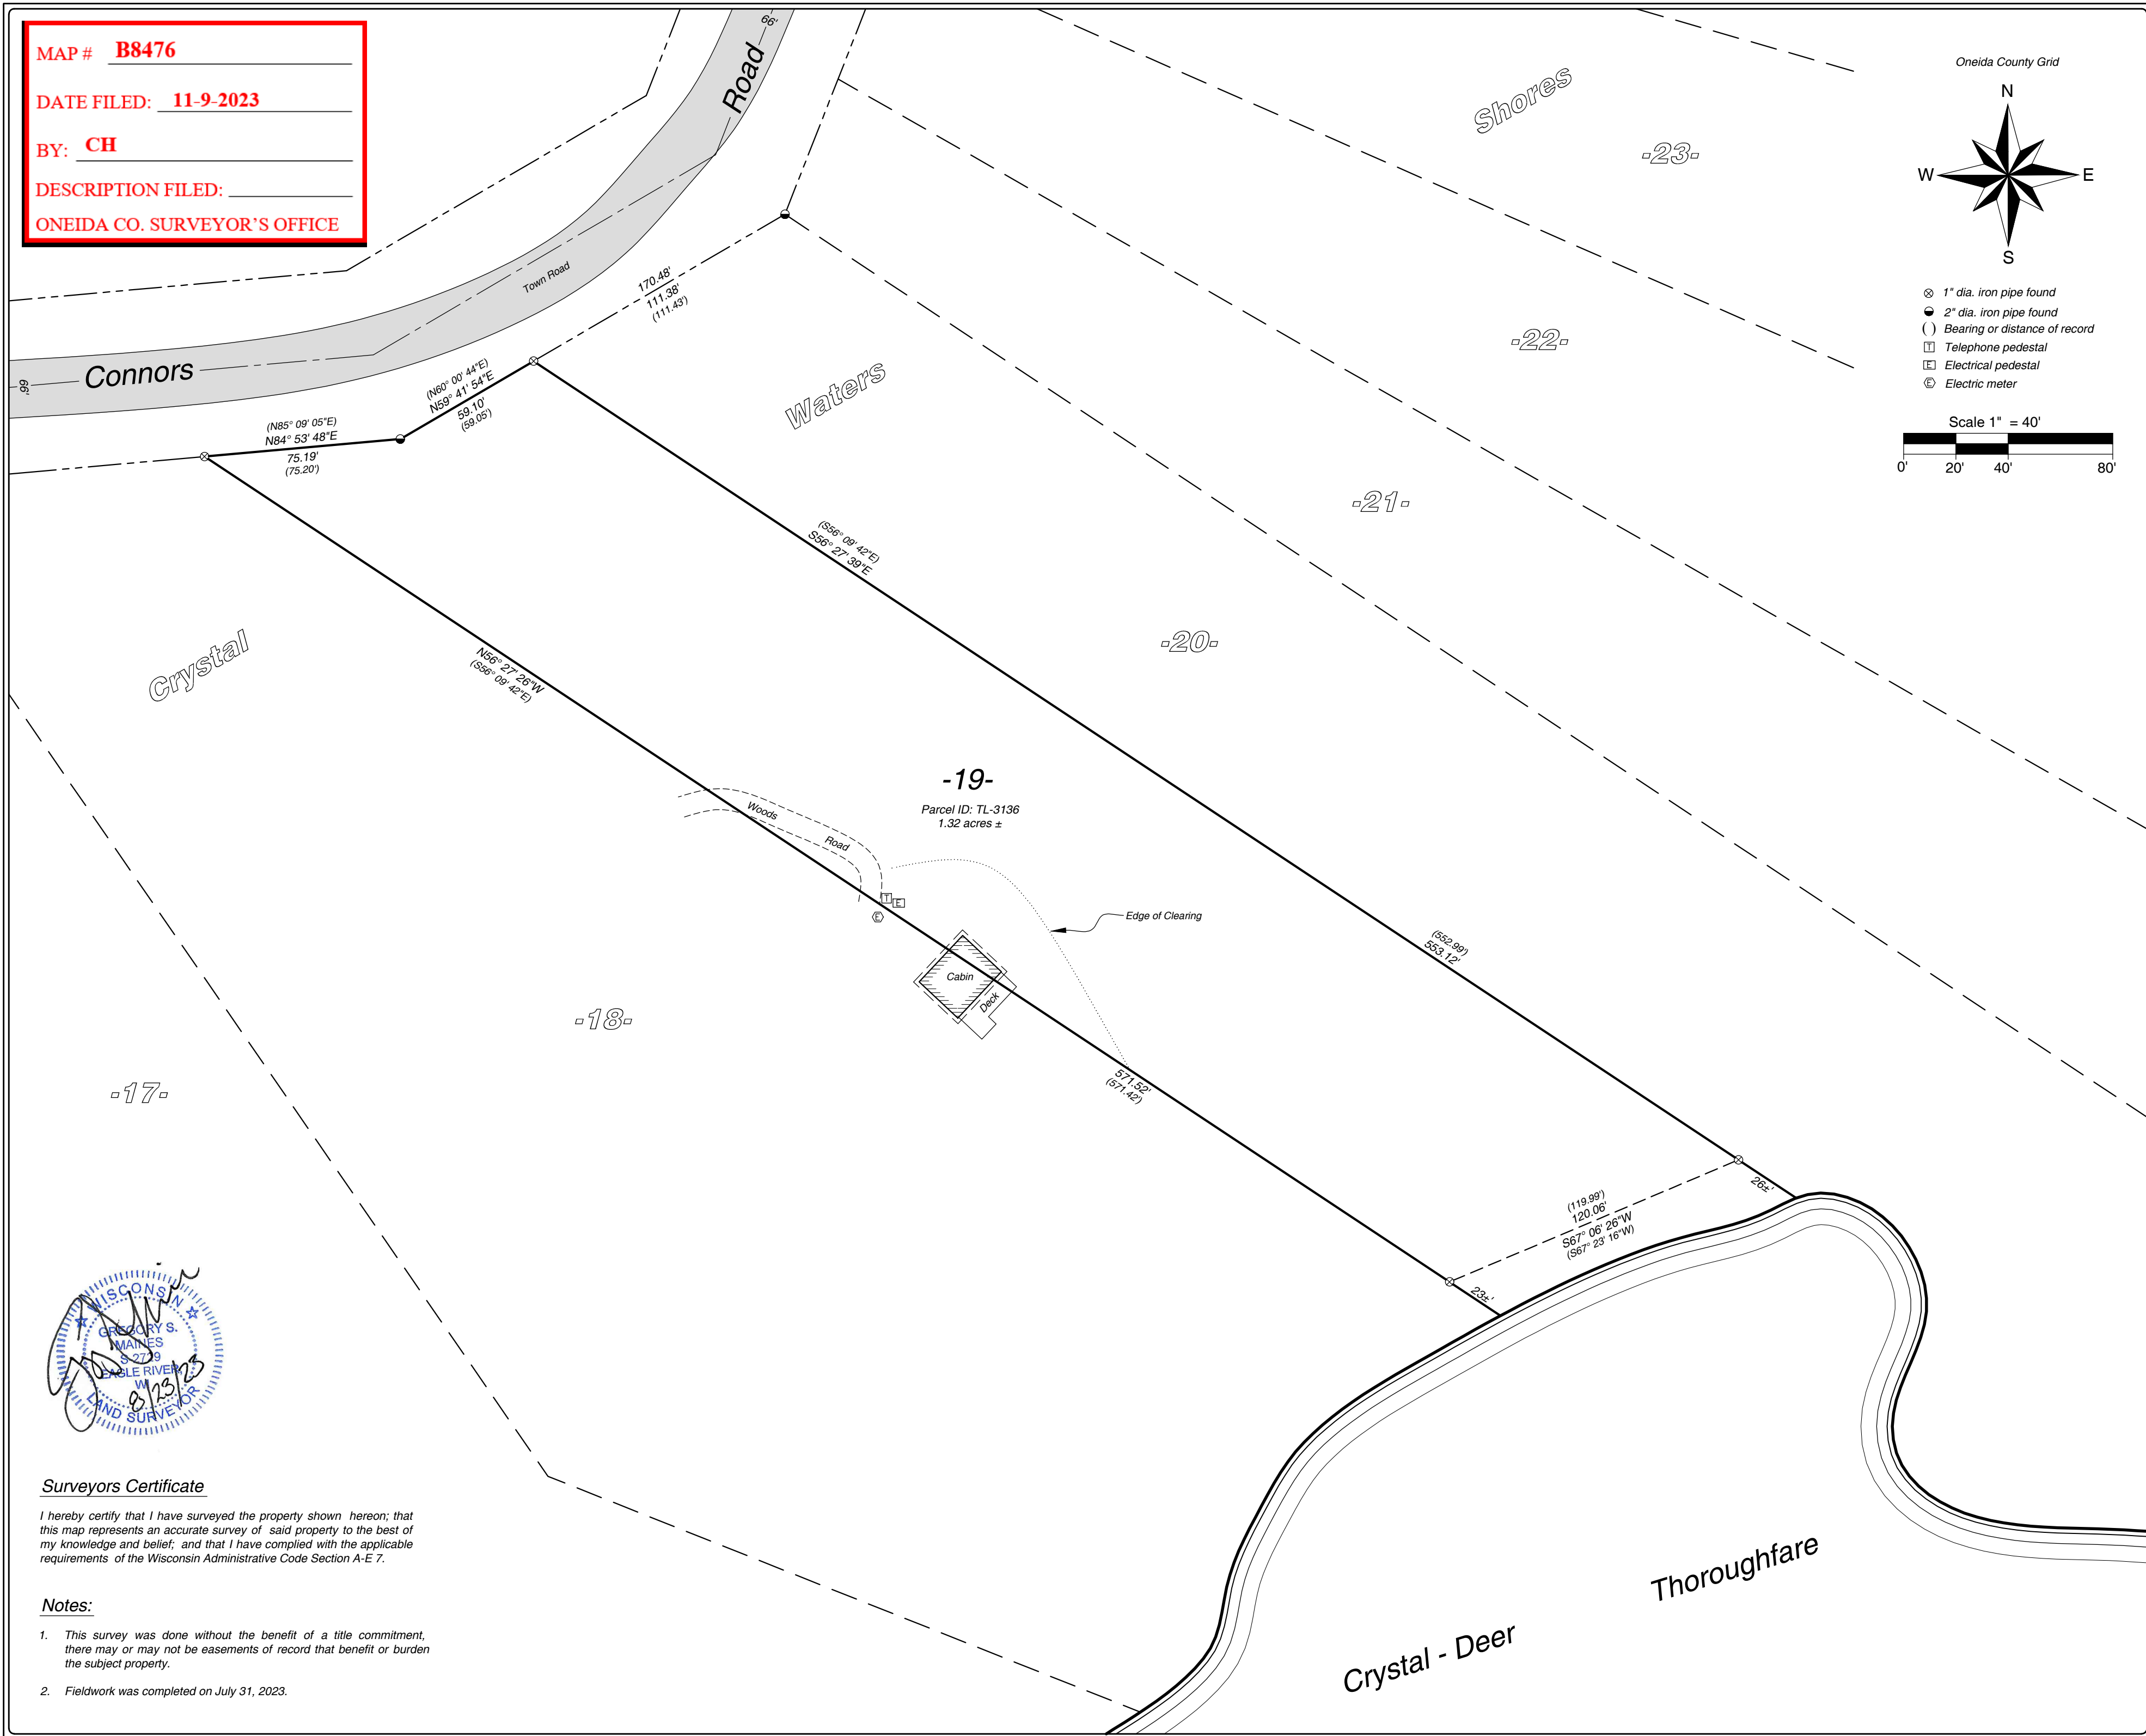 MAP # B8476
DATE FILED: 11-9-2023
BY: CH
DESCRIPTION FILED:
ONEIDA CO. SURVEYOR'S OFFICE
66'
Road
Town Road
Connors
66'
Shores
-23-
Oneida County Grid
N
W
E
S
1" dia. iron pipe found
2" dia. iron pipe found
( ) Bearing or distance of record
T Telephone pedestal
E Electrical pedestal
E Electric meter
Scale 1" = 40'
0' 20' 40' 80'
170.48'
111.38'
(111.43')
-22-
Waters
(N60° 00' 44"E)
N59° 41' 54"E
59.10'
(59.05')
(N85° 09' 05"E)
N84° 53' 48"E
75.19'
(75.20')
-21-
(S56° 09' 42"E)
S56° 27' 39"E
-20-
Crystal
N56° 27' 26"W
(S56° 09' 42"E)
-19-
Parcel ID: TL-3136
1.32 acres ±
Woods
Road
T
E
E
Edge of Clearing
Cabin
Deck
(552.99')
553.12'
-18-
571.52'
(571.42')
-17-
26±'
(119.99')
120.06'
S67° 06' 26"W
(S67° 23' 16"W)
23±'
WISCONSIN
GREGORY S.
MAINES
S 2729
EAGLE RIVER,
WI
8/23/23
LAND SURVEYOR
Surveyors Certificate
I hereby certify that I have surveyed the property shown hereon; that
this map represents an accurate survey of said property to the best of
my knowledge and belief; and that I have complied with the applicable
requirements of the Wisconsin Administrative Code Section A-E 7.
Notes:
1. This survey was done without the benefit of a title commitment,
there may or may not be easements of record that benefit or burden
the subject property.
2. Fieldwork was completed on July 31, 2023.
Thoroughfare
Crystal - Deer